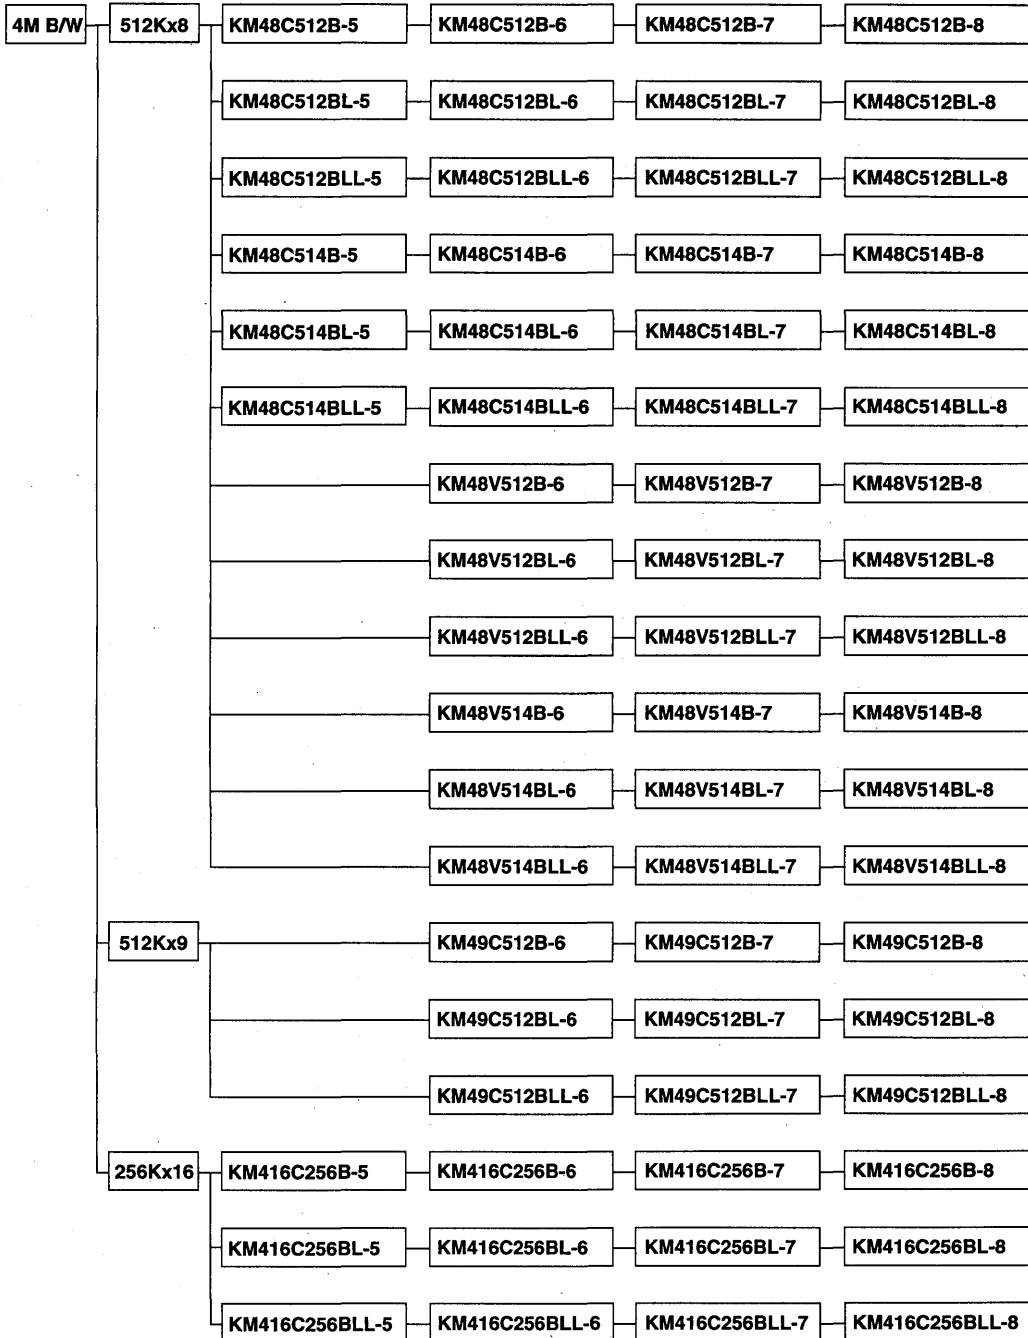 4M B/W 512Kx8 KM48C512B-5 KM48C512B-6 KM48C512B-7 KM48C512B-8
KM48C512BL-5 KM48C512BL-6 KM48C512BL-7 KM48C512BL-8
KM48C512BLL-5 KM48C512BLL-6 KM48C512BLL-7 KM48C512BLL-8
KM48C514B-5 KM48C514B-6 KM48C514B-7 KM48C514B-8
KM48C514BL-5 KM48C514BL-6 KM48C514BL-7 KM48C514BL-8
KM48C514BLL-5 KM48C514BLL-6 KM48C514BLL-7 KM48C514BLL-8
KM48V512B-6 KM48V512B-7 KM48V512B-8
KM48V512BL-6 KM48V512BL-7 KM48V512BL-8
KM48V512BLL-6 KM48V512BLL-7 KM48V512BLL-8
KM48V514B-6 KM48V514B-7 KM48V514B-8
KM48V514BL-6 KM48V514BL-7 KM48V514BL-8
KM48V514BLL-6 KM48V514BLL-7 KM48V514BLL-8
512Kx9 KM49C512B-6 KM49C512B-7 KM49C512B-8
KM49C512BL-6 KM49C512BL-7 KM49C512BL-8
KM49C512BLL-6 KM49C512BLL-7 KM49C512BLL-8
256Kx16 KM416C256B-5 KM416C256B-6 KM416C256B-7 KM416C256B-8
KM416C256BL-5 KM416C256BL-6 KM416C256BL-7 KM416C256BL-8
KM416C256BLL-5 KM416C256BLL-6 KM416C256BLL-7 KM416C256BLL-8